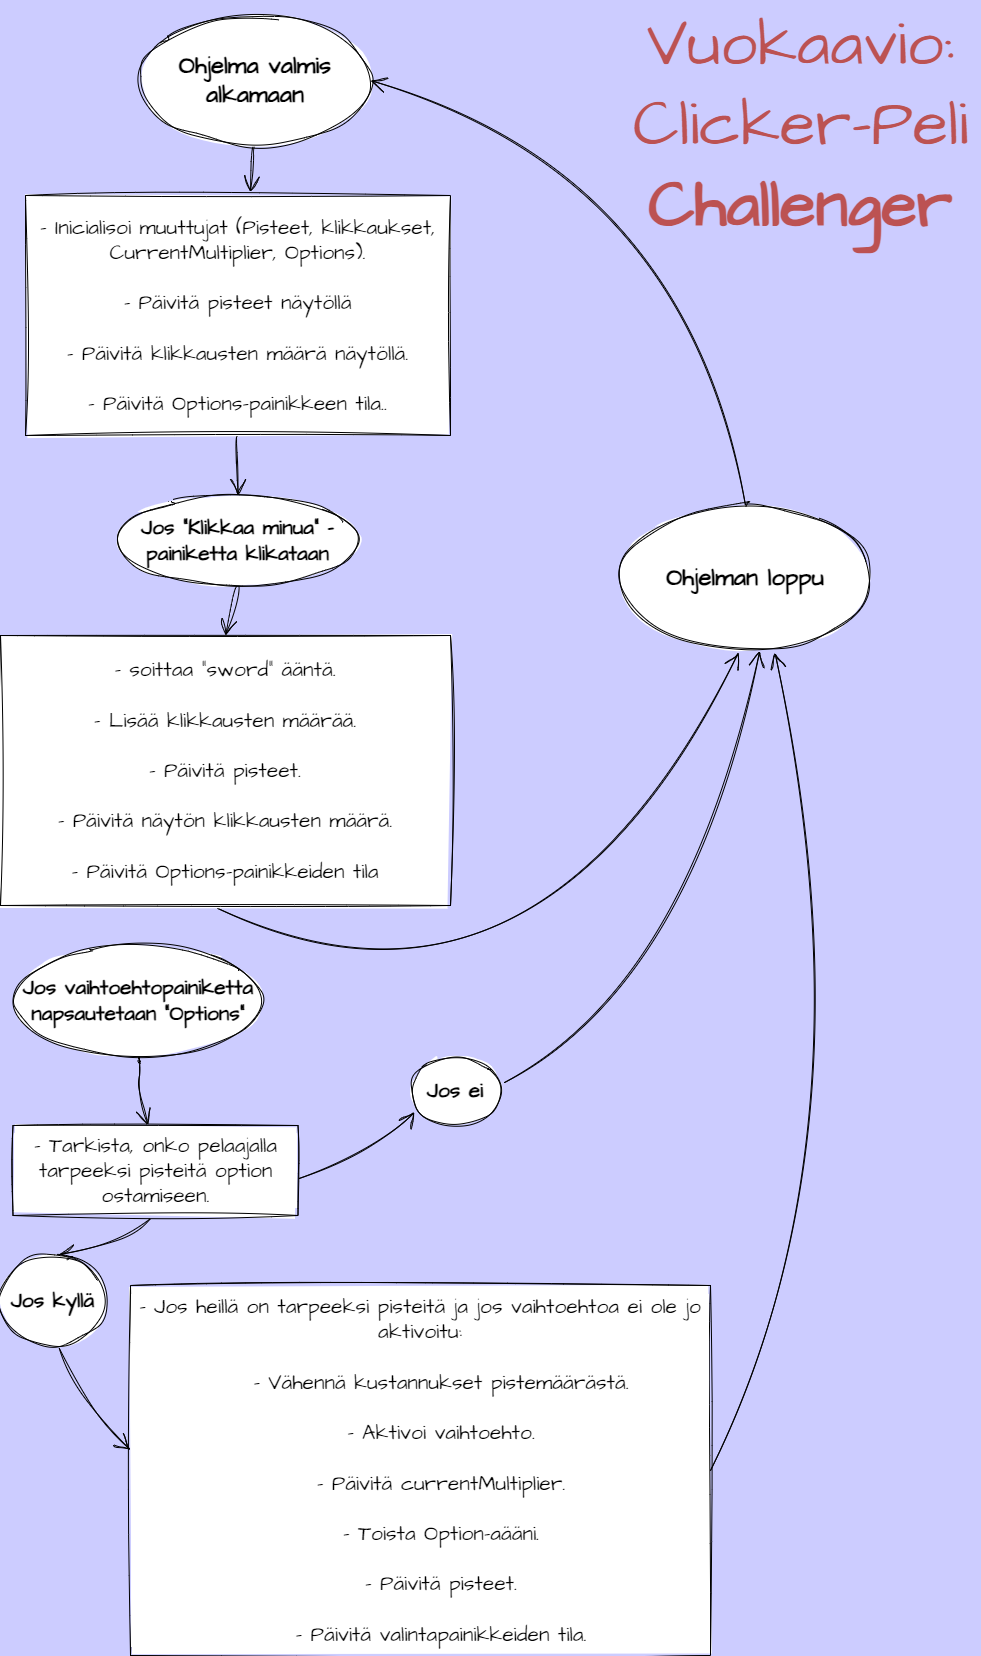 Vuokaavio:
Clicker-Peli
Challenger
Ohjelma valmis
alkamaan
- Inicialisoi muuttujat (Pisteet, klikkaukset,
CurrentMultiplier, Options).
- Päivitä pisteet näytöllä
- Päivitä klikkausten määrä näytöllä.
- Päivitä Options-painikkeen tila..
Jos "Klikkaa minua" -
painiketta klikataan
Ohjelman loppu
- soittaa "sword" ääntä.
- Lisää klikkausten määrää.
- Päivitä pisteet.
- Päivitä näytön klikkausten määrä.
- Päivitä Options-painikkeiden tila
Jos vaihtoehtopainiketta
napsautetaan "Options"
Jos ei
- Tarkista, onko pelaajalla
tarpeeksi pisteitä option
ostamiseen.
Jos kyllä
- Jos heillä on tarpeeksi pisteitä ja jos vaihtoehtoa ei ole jo
aktivoitu:
- Vähennä kustannukset pistemäärästä.
- Aktivoi vaihtoehto.
- Päivitä currentMultiplier.
- Toista Option-aääni.
- Päivitä pisteet.
- Päivitä valintapainikkeiden tila.